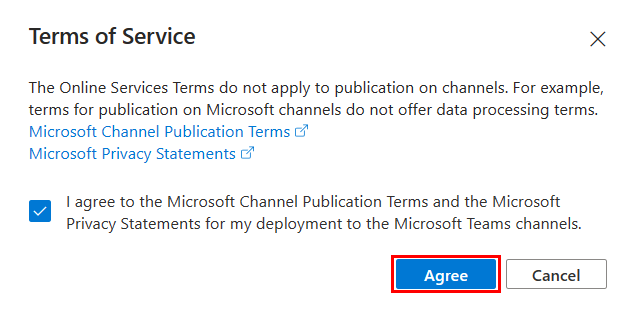 Terms of Service
The Online Services Terms do not apply to publication on channels. For example,
terms for publication on Microsoft channels do not offer data processing terms.
Microsoft Channel Publication Terms
Microsoft Privacy Statements
I agree to the Microsoft Channel Publication Terms and the Microsoft
Privacy Statements for my deployment to the Microsoft Teams channels.
Agree
Cancel